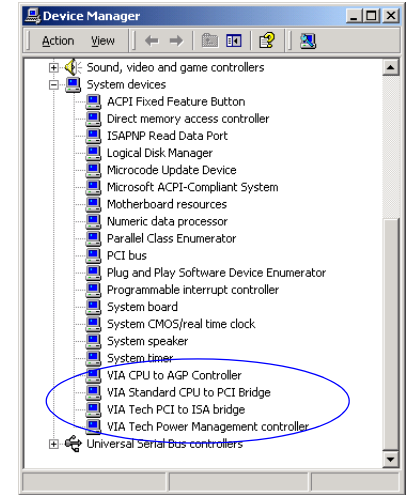 Device Manager
Action View
Sound, video and game controllers
System devices
ACPI Fixed Feature Button
Direct memory access controller
ISAPNP Read Data Port
Logical Disk Manager
Microcode Update Device
Microsoft ACPI-Compliant System
Motherboard resources
Numeric data processor
Parallel Class Enumerator
PCI bus
Plug and Play Software Device Enumerator
Programmable interrupt controller
System board
System CMOS/real time clock
System speaker
System timer
VIA CPU to AGP Controller
VIA Standard CPU to PCI Bridge
VIA Tech PCI to ISA bridge
VIA Tech Power Management controller
Universal Serial Bus controllers